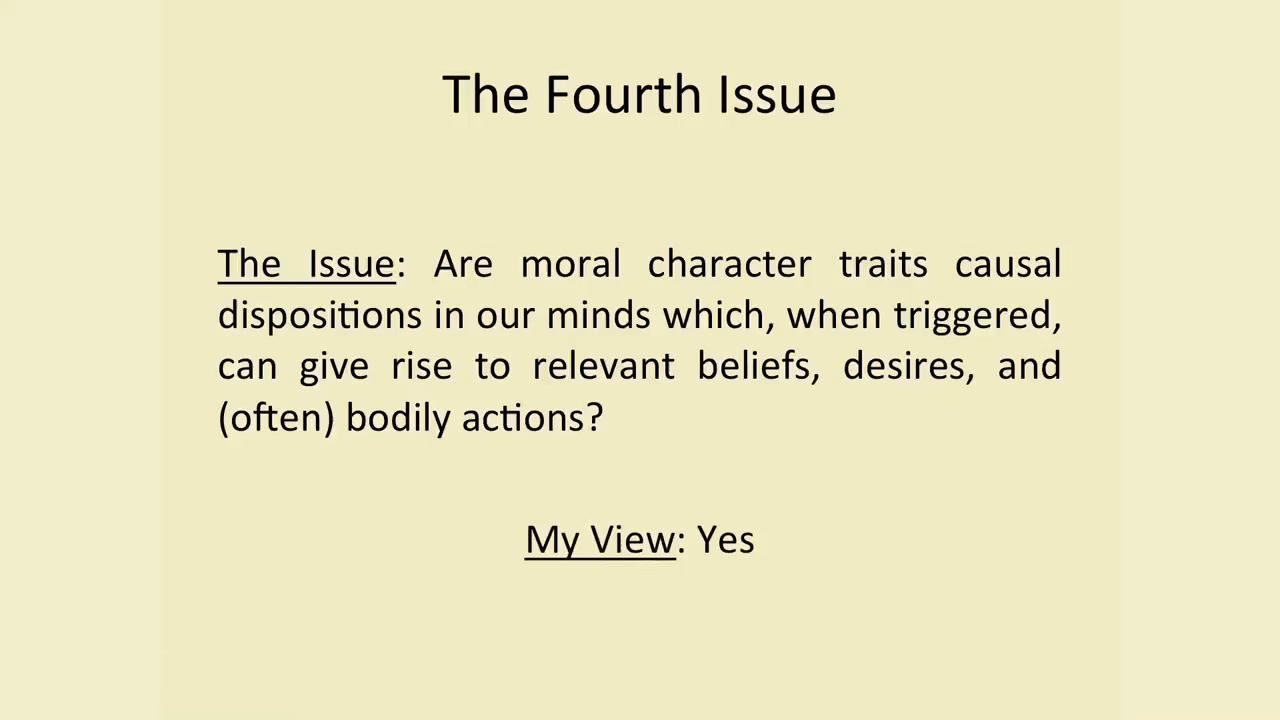 The Fourth Issue
The Issue: Are moral character traits causal
dispositions in our minds which, when triggered,
can give rise to relevant beliefs, desires, and
(often) bodily actions?
My View: Yes